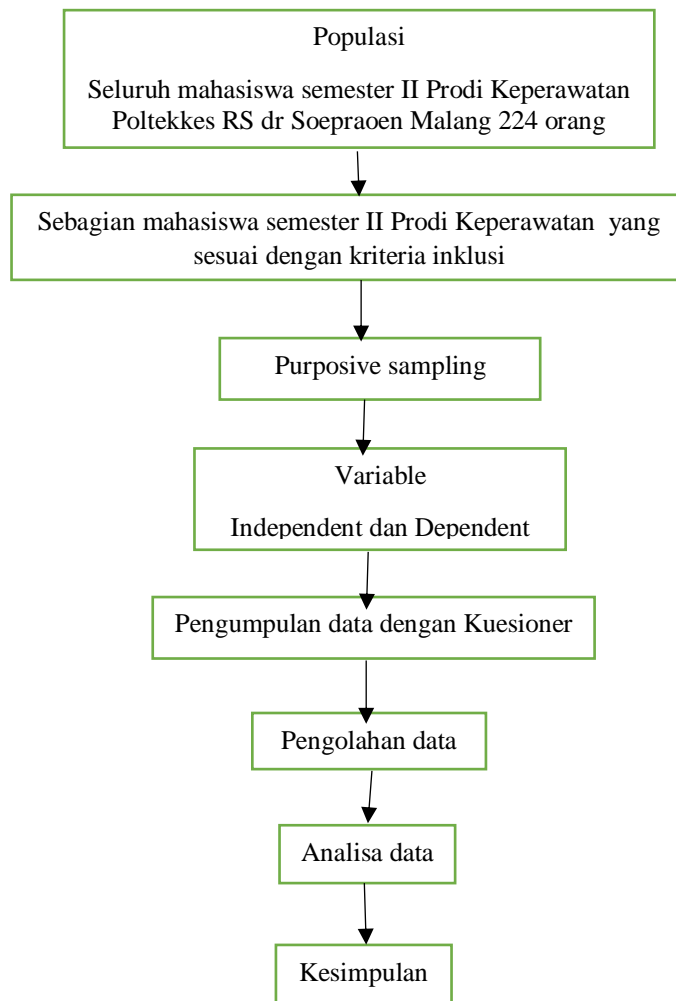 Populasi
Seluruh mahasiswa semester II Prodi Keperawatan
Poltekkes RS dr Soepraoen Malang 224 orang
Sebagian mahasiswa semester II Prodi Keperawatan yang
sesuai dengan kriteria inklusi
Purposive sampling
Variable
Independent dan Dependent
Pengumpulan data dengan Kuesioner
Pengolahan data
Analisa data
Kesimpulan